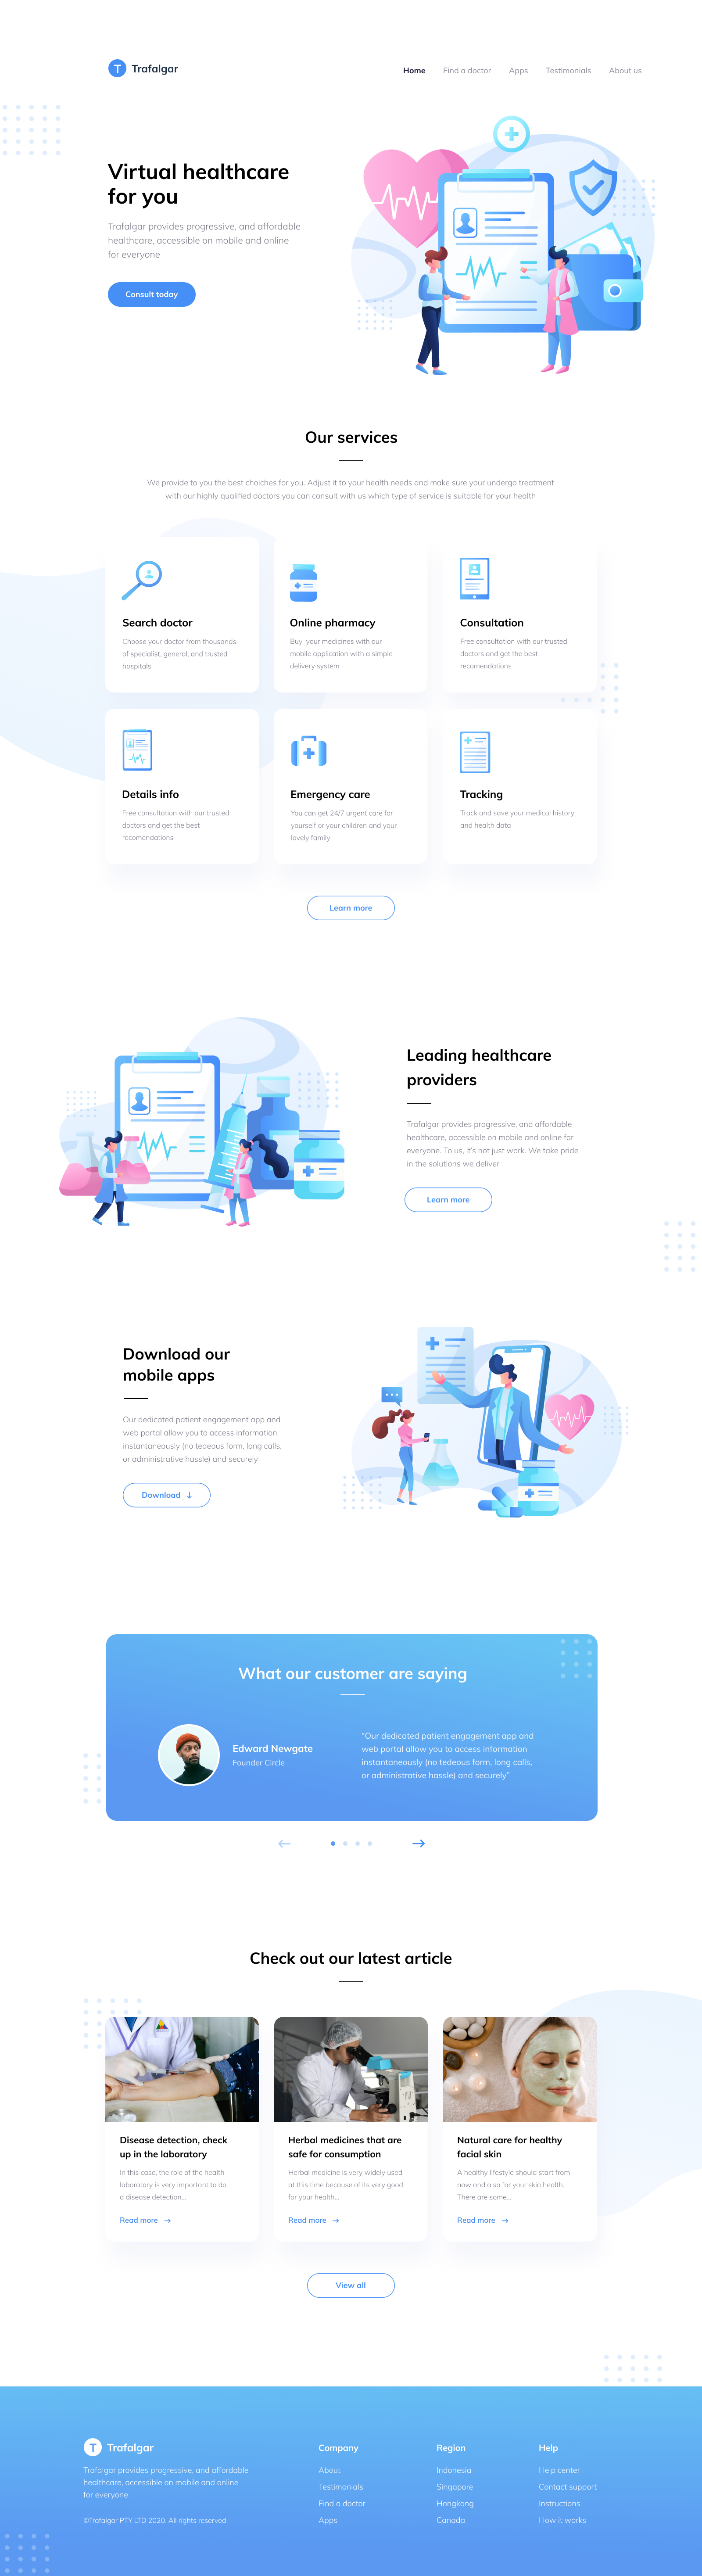 T Trafalgar
Home Find a doctor Apps Testimonials About us
Virtual healthcare
for you
Trafalgar provides progressive, and affordable
healthcare, accessible on mobile and online
for everyone
Consult today
Our services
We provide to you the best choiches for you. Adjust it to your health needs and make sure your undergo treatment
with our highly qualified doctors you can consult with us which type of service is suitable for your health
Search doctor
Choose your doctor from thousands
of specialist, general, and trusted
hospitals
Online pharmacy
Buy your medicines with our
mobile application with a simple
delivery system
Consultation
Free consultation with our trusted
doctors and get the best
recomendations
Details info
Free consultation with our trusted
doctors and get the best
recomendations
Emergency care
You can get 24/7 urgent care for
yourself or your children and your
lovely family
Tracking
Track and save your medical history
and health data
Learn more
Leading healthcare
providers
Trafalgar provides progressive, and affordable
healthcare, accessible on mobile and online for
everyone. To us, it's not just work. We take pride
in the solutions we deliver
Learn more
Download our
mobile apps
Our dedicated patient engagement app and
web portal allow you to access information
instantaneously (no tedeous form, long calls,
or administrative hassle) and securely
Download ↓
What our customer are saying
Edward Newgate
Founder Circle
"Our dedicated patient engagement app and
web portal allow you to access information
instantaneously (no tedeous form, long calls,
or administrative hassle) and securely"
Check out our latest article
Disease detection, check
up in the laboratory
In this case, the role of the health
laboratory is very important to do
a disease detection...
Read more →
Herbal medicines that are
safe for consumption
Herbal medicine is very widely used
at this time because of its very good
for your health...
Read more →
Natural care for healthy
facial skin
A healthy lifestyle should start from
now and also for your skin health.
There are some...
Read more →
View all
T Trafalgar
Trafalgar provides progressive, and affordable
healthcare, accessible on mobile and online
for everyone
©Trafalgar PTY LTD 2020. All rights reserved
Company
About
Testimonials
Find a doctor
Apps
Region
Indonesia
Singapore
Hongkong
Canada
Help
Help center
Contact support
Instructions
How it works